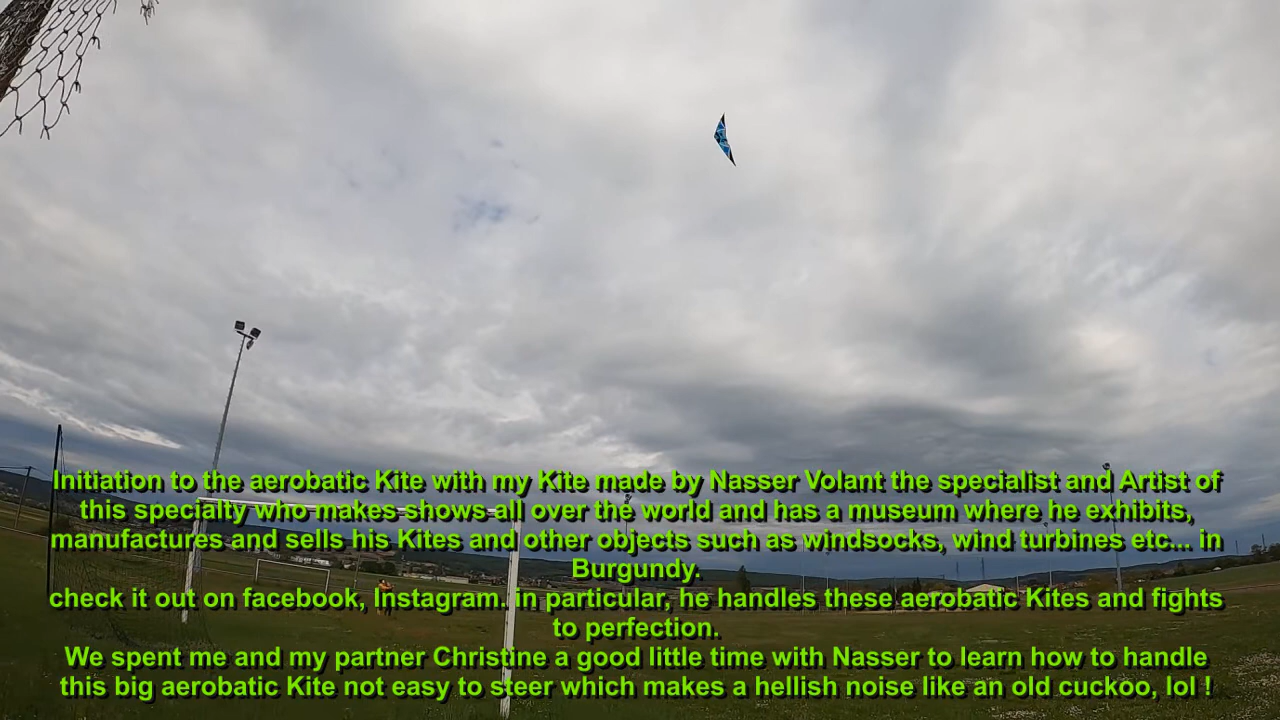 Initiation to the aerobatic Kite with my Kite made by Nasser Volant the specialist and Artist of
this specialty who makes shows all over the world and has a museum where he exhibits,
manufactures and sells his Kites and other objects such as windsocks, wind turbines etc... in
Burgundy.
check it out on facebook, Instagram. in particular, he handles these aerobatic Kites and fights
to perfection.
We spent me and my partner Christine a good little time with Nasser to learn how to handle
this big aerobatic Kite not easy to steer which makes a hellish noise like an old cuckoo, lol !